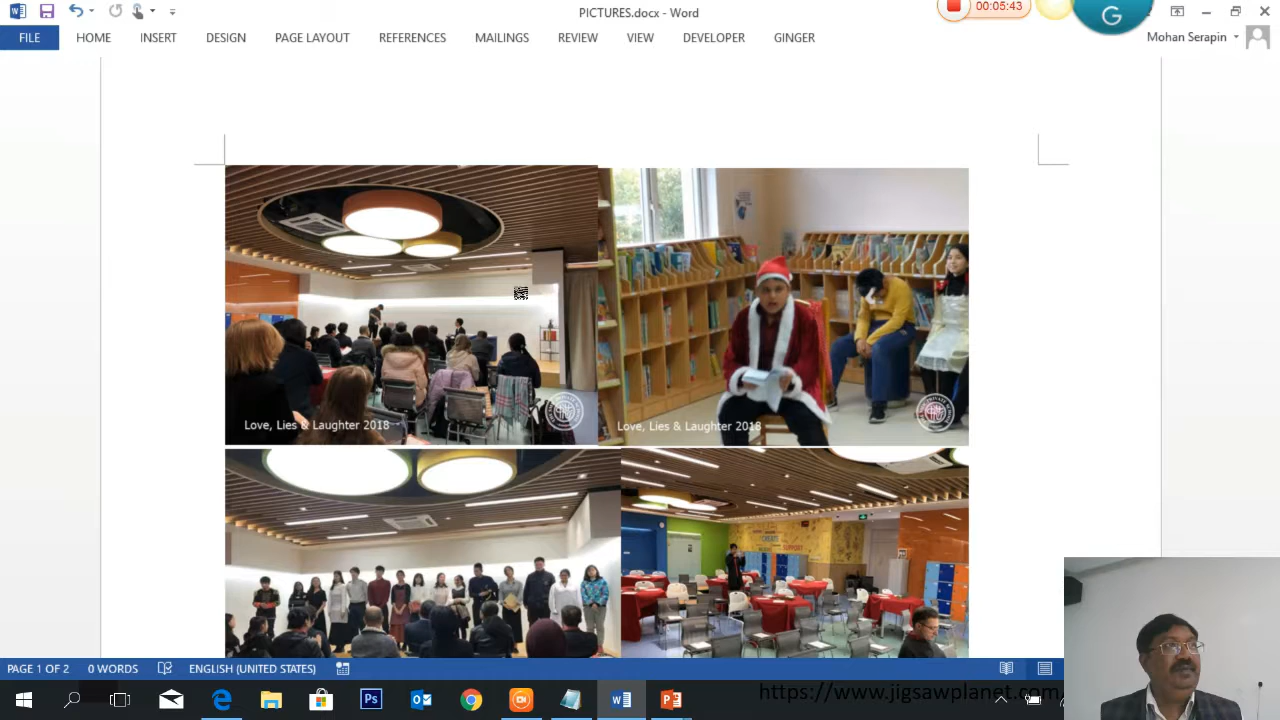 PICTURES.docx - Word
00:05:43
G
FILE HOME INSERT DESIGN PAGE LAYOUT REFERENCES MAILINGS REVIEW VIEW DEVELOPER GINGER
Mohan Serapin
Love, Lies & Laughter 2018
Love, Lies & Laughter 2018
CREATE
SUPPORT
PAGE 1 OF 2 0 WORDS ENGLISH (UNITED STATES)
https://www.jigsawplanet.com